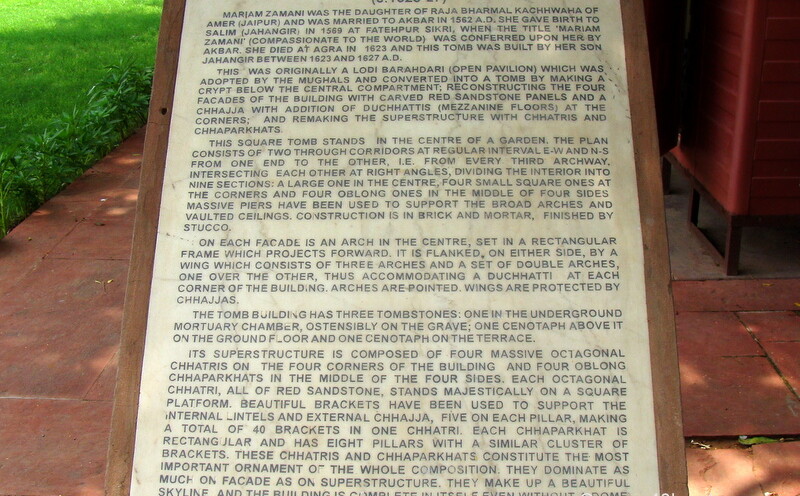 MARIAM ZAMANI WAS THE DAUGHTER OF RAJA BHARMAL KACHHWAHA OF
AMER (JAIPUR) AND WAS MARRIED TO AKBAR IN 1562 A.D. SHE GAVE BIRTH TO
SALIM (JAHANGIR) IN 1569 AT FATEHPUR SIKRI, WHEN THE TITLE 'MARIAM
ZAMANI' (COMPASSIONATE TO THE WORLD) WAS CONFERRED UPON HER BY
AKBAR. SHE DIED AT AGRA IN 1623 AND THIS TOMB WAS BUILT BY HER SON
JAHANGIR BETWEEN 1623 AND 1627 A.D.
THIS WAS ORIGINALLY A LODI BARAHDARI (OPEN PAVILION) WHICH WAS
ADOPTED BY THE MUGHALS AND CONVERTED INTO A TOMB BY MAKING A
CRYPT BELOW THE CENTRAL COMPARTMENT; RECONSTRUCTING THE FOUR
FACADES OF THE BUILDING WITH CARVED RED SANDSTONE PANELS AND A
CHHAJJA WITH ADDITION OF DUCHHATTIS (MEZZANINE FLOORS) AT THE
CORNERS; AND REMAKING THE SUPERSTRUCTURE WITH CHHATRIS AND
CHHAPARKHATS.
THIS SQUARE TOMB STANDS IN THE CENTRE OF A GARDEN. THE PLAN
CONSISTS OF TWO THROUGH CORRIDORS AT REGULAR INTERVAL E-W AND N-S
FROM ONE END TO THE OTHER, I.E. FROM EVERY THIRD ARCHWAY,
INTERSECTING EACH OTHER AT RIGHT ANGLES, DIVIDING THE INTERIOR INTO
NINE SECTIONS: A LARGE ONE IN THE CENTRE, FOUR SMALL SQUARE ONES AT
THE CORNERS AND FOUR OBLONG ONES IN THE MIDDLE OF FOUR SIDES
MASSIVE PIERS HAVE BEEN USED TO SUPPORT THE BROAD ARCHES AND
VAULTED CEILINGS. CONSTRUCTION IS IN BRICK AND MORTAR, FINISHED BY
STUCCO.
ON EACH FACADE IS AN ARCH IN THE CENTRE, SET IN A RECTANGULAR
FRAME WHICH PROJECTS FORWARD. IT IS FLANKED, ON EITHER SIDE, BY A
WING WHICH CONSISTS OF THREE ARCHES AND A SET OF DOUBLE ARCHES,
ONE OVER THE OTHER, THUS ACCOMMODATING A DUCHHATTI AT EACH
CORNER OF THE BUILDING. ARCHES ARE POINTED. WINGS ARE PROTECTED BY
CHHAJJAS.
THE TOMB BUILDING HAS THREE TOMBSTONES: ONE IN THE UNDERGROUND
MORTUARY CHAMBER, OSTENSIBLY ON THE GRAVE; ONE CENOTAPH ABOVE IT
ON THE GROUND FLOOR AND ONE CENOTAPH ON THE TERRACE.
ITS SUPERSTRUCTURE IS COMPOSED OF FOUR MASSIVE OCTAGONAL
CHHATRIS ON THE FOUR CORNERS OF THE BUILDING AND FOUR OBLONG
CHHAPARKHATS IN THE MIDDLE OF THE FOUR SIDES. EACH OCTAGONAL
CHHATRI, ALL OF RED SANDSTONE, STANDS MAJESTICALLY ON A SQUARE
PLATFORM. BEAUTIFUL BRACKETS HAVE BEEN USED TO SUPPORT THE
INTERNAL LINTELS AND EXTERNAL CHHAJJA, FIVE ON EACH PILLAR, MAKING
A TOTAL OF 40 BRACKETS IN ONE CHHATRI. EACH CHHAPARKHAT IS
RECTANGULAR AND HAS EIGHT PILLARS WITH A SIMILAR CLUSTER OF
BRACKETS. THESE CHHATRIS AND CHHAPARKHATS CONSTITUTE THE MOST
IMPORTANT ORNAMENT OF THE WHOLE COMPOSITION. THEY DOMINATE AS
MUCH ON FACADE AS ON SUPERSTRUCTURE. THEY MAKE UP A BEAUTIFUL
SKYLINE, AND THE BUILDING IS COMPLETE IN ITSELF EVEN WITHOUT A DOME